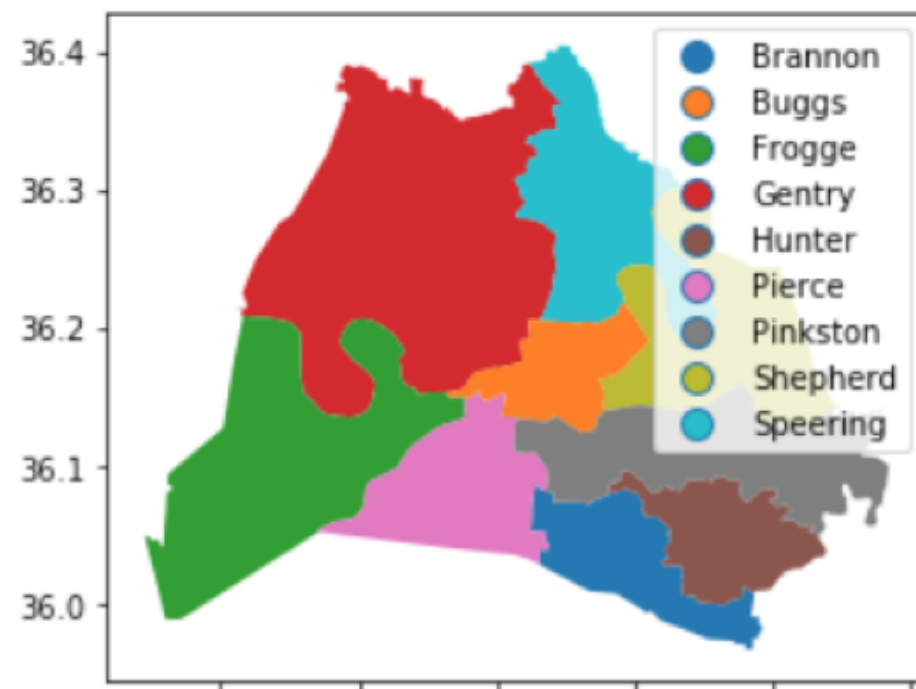 36.4
36.3
36.2
36.1
36.0
Brannon
Buggs
Frogge
Gentry
Hunter
Pierce
Pinkston
Shepherd
Speering